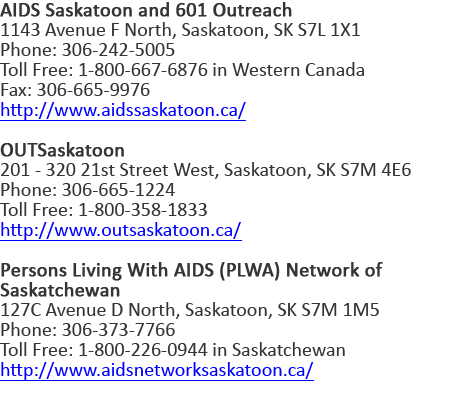 AIDS Saskatoon and 601 Outreach
1143 Avenue F North, Saskatoon, SK S7L 1X1
Phone: 306-242-5005
Toll Free: 1-800-667-6876 in Western Canada
Fax: 306-665-9976
http://www.aidssaskatoon.ca/
OUTSaskatoon
201 - 320 21st Street West, Saskatoon, SK S7M 4E6
Phone: 306-665-1224
Toll Free: 1-800-358-1833
http://www.outsaskatoon.ca/
Persons Living With AIDS (PLWA) Network of
Saskatchewan
127C Avenue D North, Saskatoon, SK S7M 1M5
Phone: 306-373-7766
Toll Free: 1-800-226-0944 in Saskatchewan
http://www.aidsnetworksaskatoon.ca/